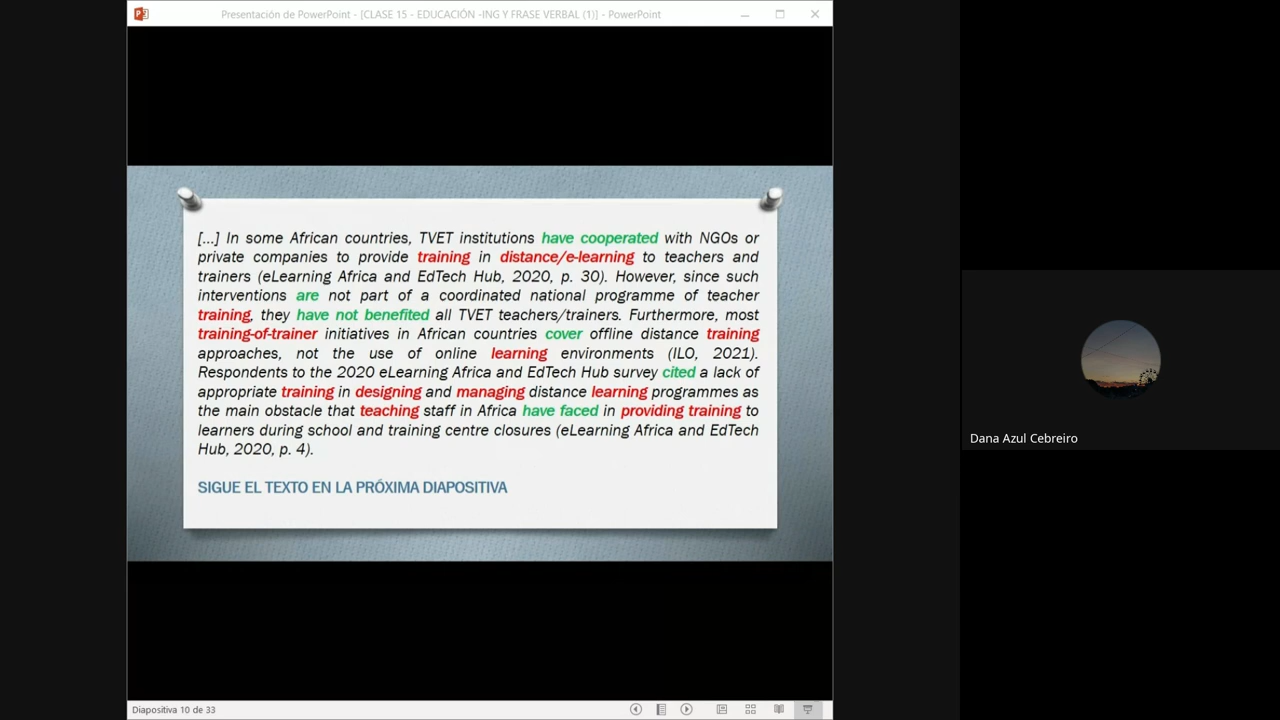 Presentación de PowerPoint - [CLASE 15 - EDUCACIÓN -ING Y FRASE VERBAL (1)] - PowerPoint
[...] In some African countries, TVET institutions have cooperated with NGOs or
private companies to provide training in distance/e-learning to teachers and
trainers (eLearning Africa and EdTech Hub, 2020, p. 30). However, since such
interventions are not part of a coordinated national programme of teacher
training, they have not benefited all TVET teachers/trainers. Furthermore, most
training-of-trainer initiatives in African countries cover offline distance training
approaches, not the use of online learning environments (ILO, 2021).
Respondents to the 2020 eLearning Africa and EdTech Hub survey cited a lack of
appropriate training in designing and managing distance learning programmes as
the main obstacle that teaching staff in Africa have faced in providing training to
learners during school and training centre closures (eLearning Africa and EdTech
Hub, 2020, p. 4).
SIGUE EL TEXTO EN LA PRÓXIMA DIAPOSITIVA
Dana Azul Cebreiro
Diapositiva 10 de 33